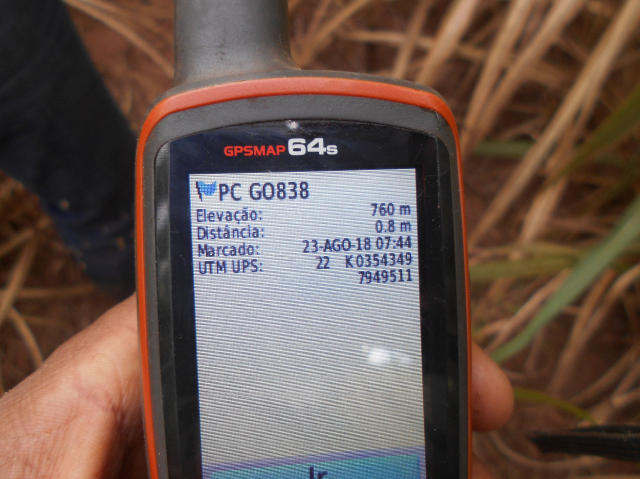 GPSMAP 64s
PC GO838
Elevação: 760 m
Distância: 0.8 m
Marcado: 23-AGO-18 07:44
UTM UPS: 22 K 0354349
7949511
Ir